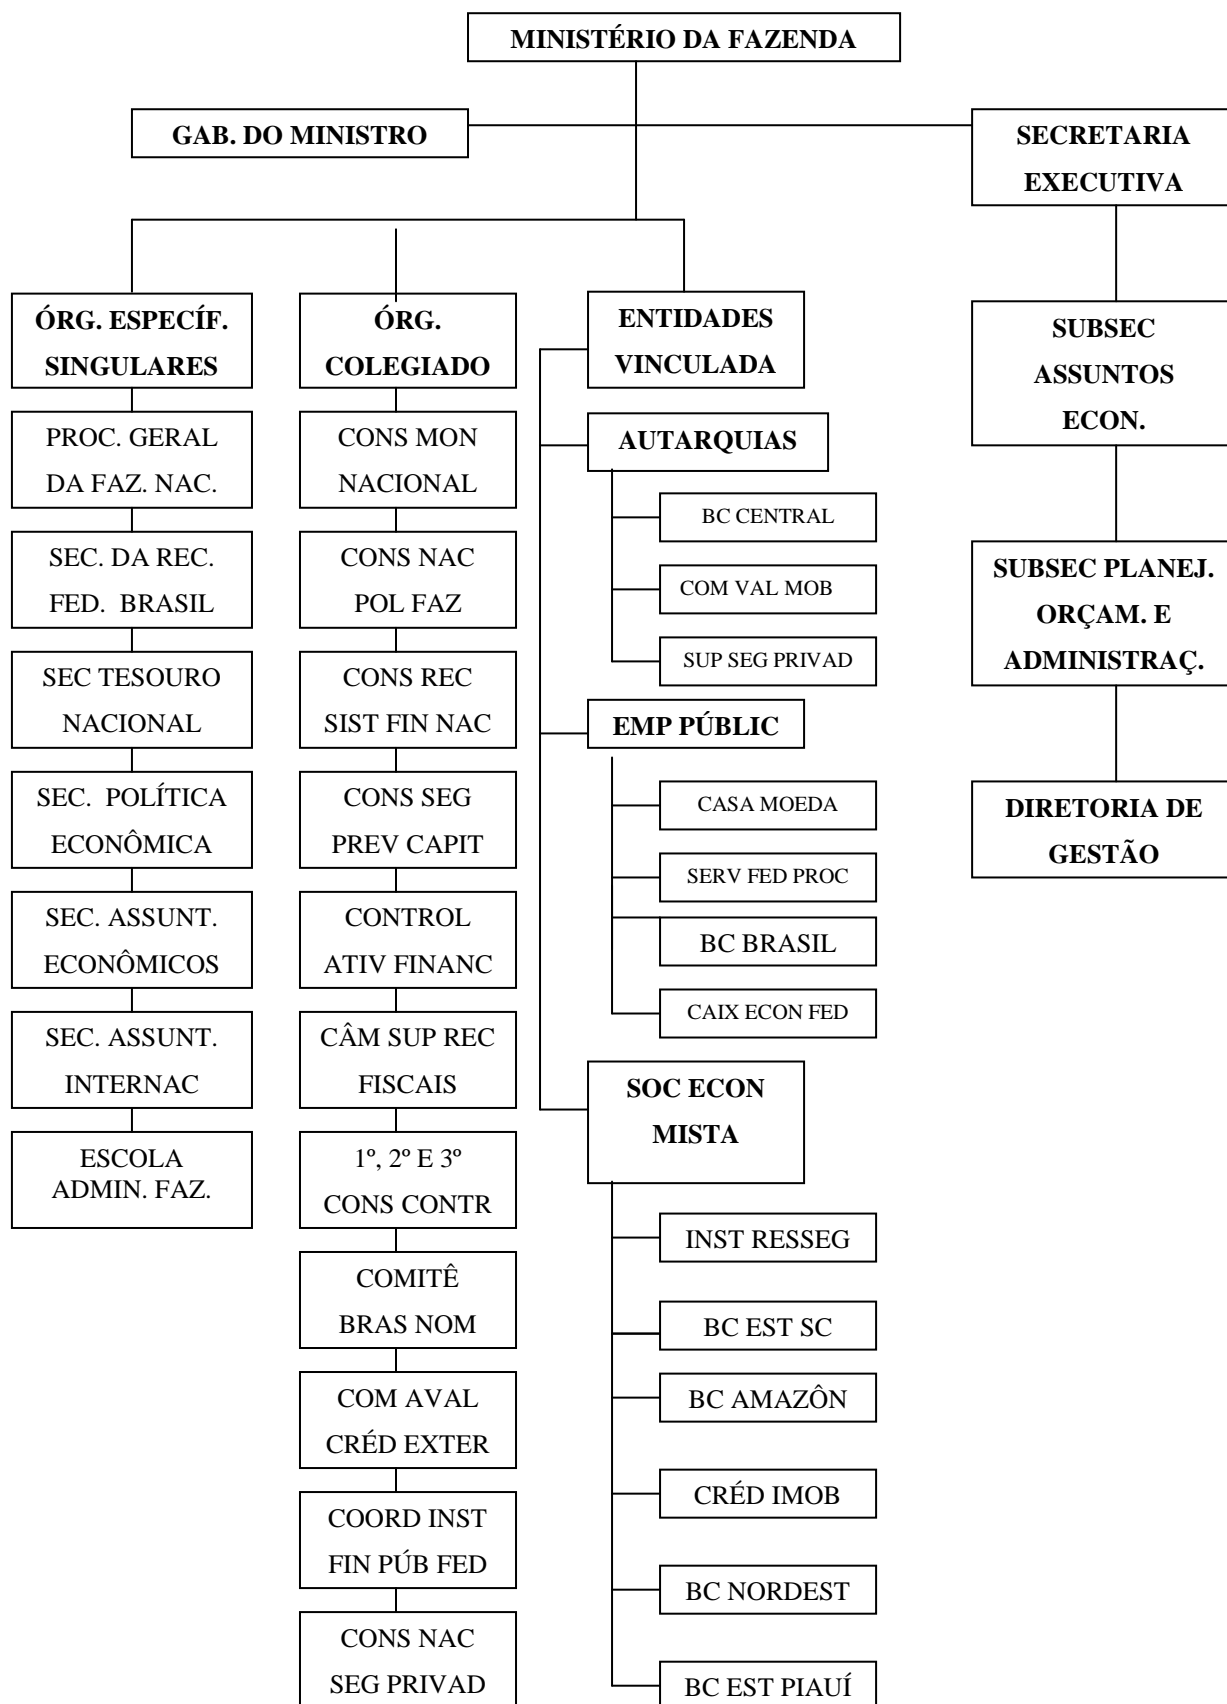 MINISTÉRIO DA FAZENDA
GAB. DO MINISTRO
SECRETARIA
EXECUTIVA
ÓRG. ESPECÍF.
SINGULARES
PROC. GERAL
DA FAZ. NAC.
SEC. DA REC.
FED. BRASIL
SEC TESOURO
NACIONAL
SEC. POLÍTICA
ECONÔMICA
SEC. ASSUNT.
ECONÔMICOS
SEC. ASSUNT.
INTERNAC
ESCOLA
ADMIN. FAZ.
ÓRG.
COLEGIADO
CONS MON
NACIONAL
CONS NAC
POL FAZ
CONS REC
SIST FIN NAC
CONS SEG
PREV CAPIT
CONTROL
ATIV FINANC
CÂM SUP REC
FISCAIS
1º, 2º E 3º
CONS CONTR
COMITÊ
BRAS NOM
COM AVAL
CRÉD EXTER
COORD INST
FIN PÚB FED
CONS NAC
SEG PRIVAD
ENTIDADES
VINCULADA
AUTARQUIAS
BC CENTRAL
COM VAL MOB
SUP SEG PRIVAD
EMP PÚBLIC
CASA MOEDA
SERV FED PROC
BC BRASIL
CAIX ECON FED
SOC ECON
MISTA
INST RESSEG
BC EST SC
BC AMAZÔN
CRÉD IMOB
BC NORDEST
BC EST PIAUÍ
SUBSEC
ASSUNTOS
ECON.
SUBSEC PLANEJ.
ORÇAM. E
ADMINISTRAÇ.
DIRETORIA DE
GESTÃO